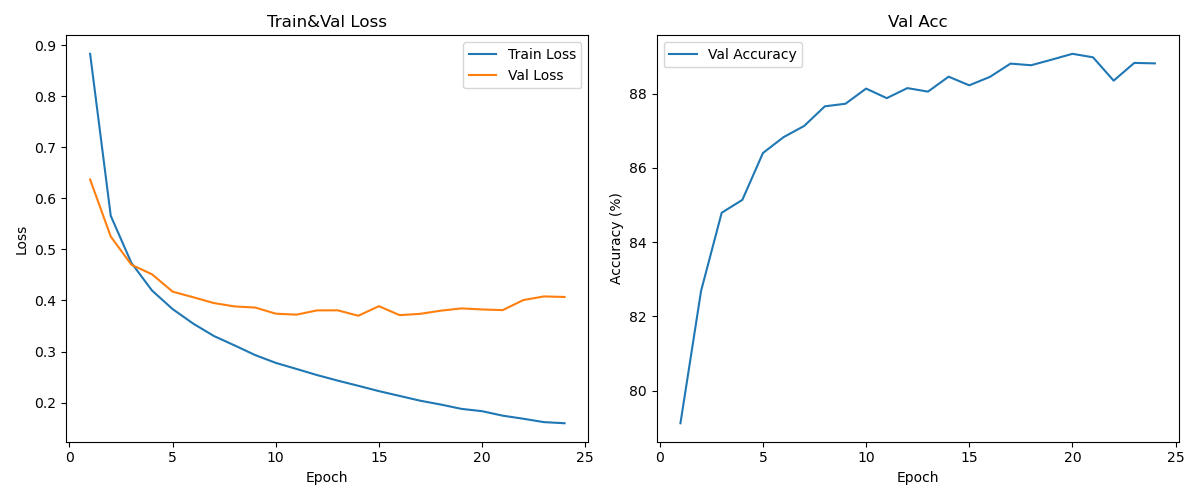 Train&Val Loss
Train Loss
Val Loss
0.9
0.8
0.7
0.6
0.5
0.4
0.3
0.2
Loss
0 5 10 15 20 25
Epoch
Val Acc
Val Accuracy
88
86
84
82
80
Accuracy (%)
0 5 10 15 20 25
Epoch